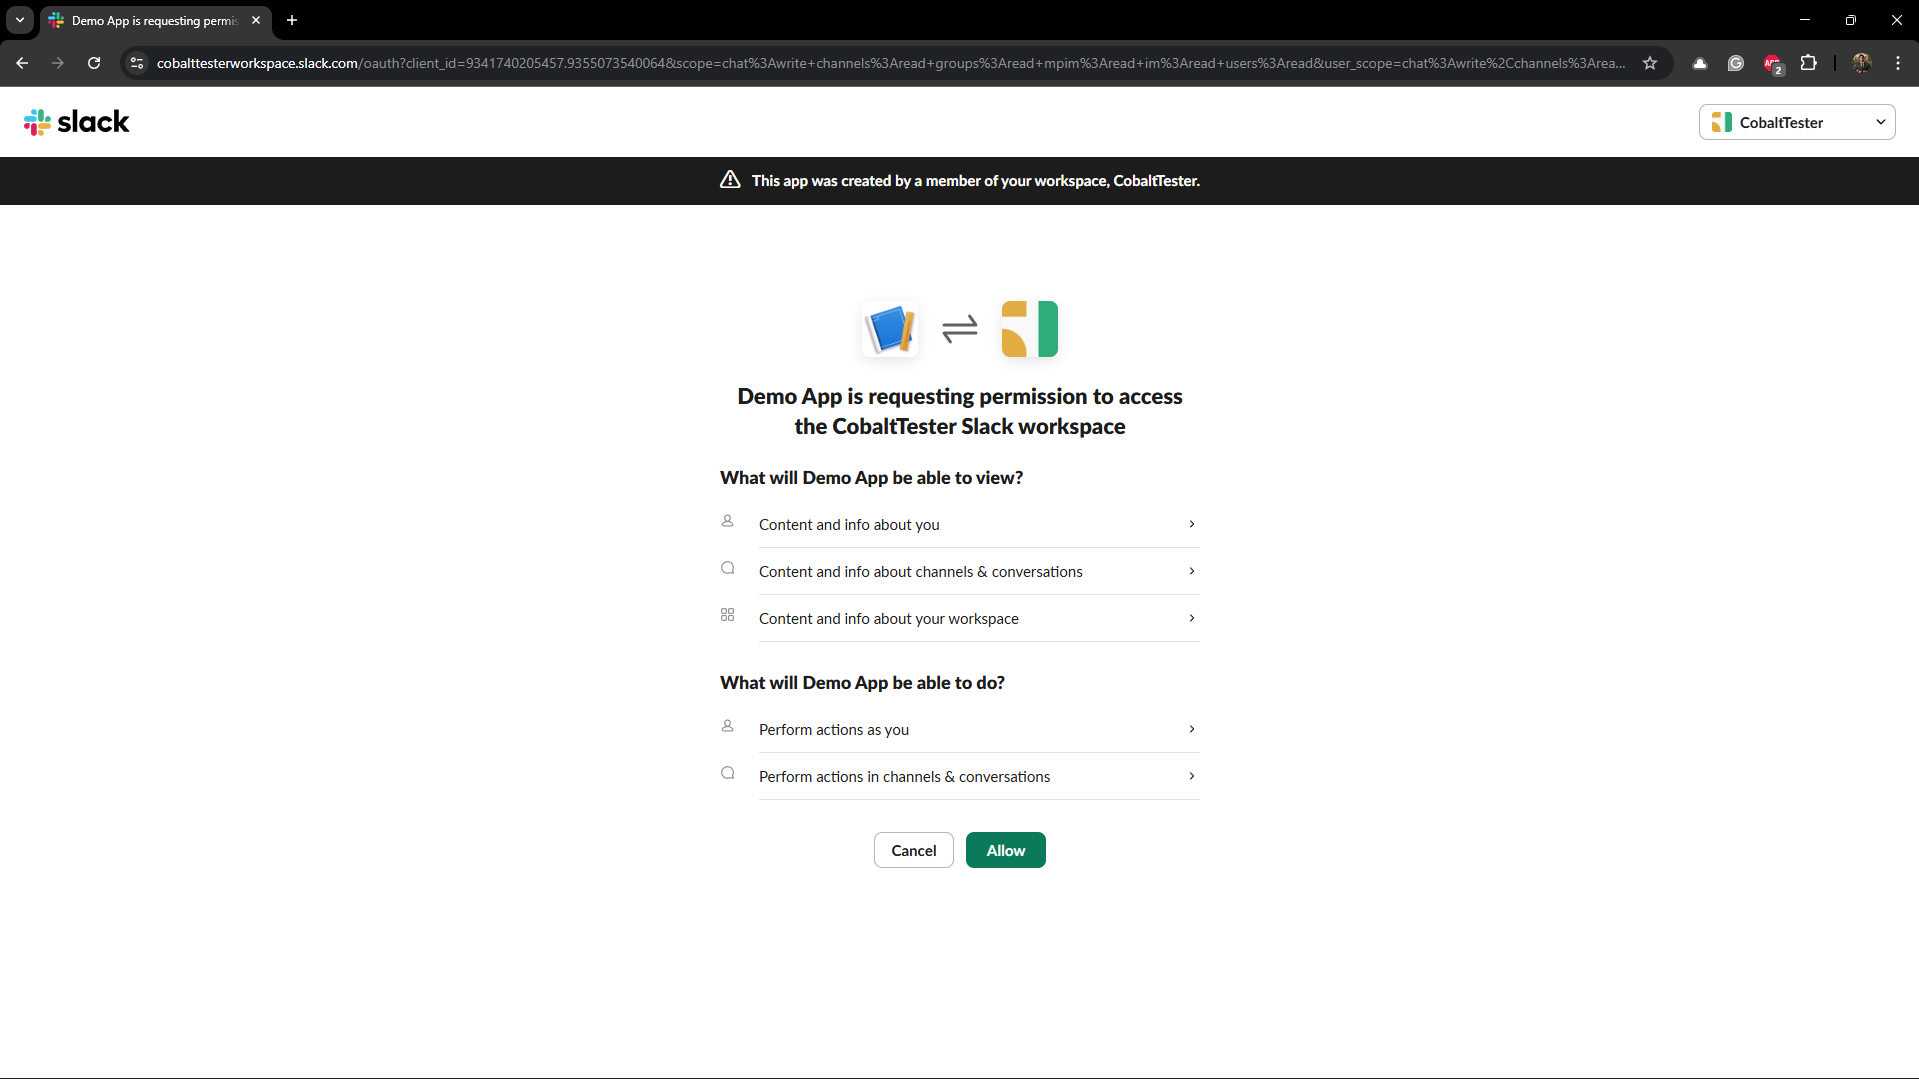 Demo App is requesting permis
cobalttesterworkspace.slack.com/oauth?client_id=9341740205457.9355073540064&scope=chat%3Awrite+channels%3Aread+groups%3Aread+mpim%3Aread+im%3Aread+users%3Aread&user_scope=chat%3Awrite%2Cchannels%3Area...
ABP
2
slack
CobaltTester
This app was created by a member of your workspace, CobaltTester.
Demo App is requesting permission to access
the CobaltTester Slack workspace
What will Demo App be able to view?
Content and info about you
Content and info about channels & conversations
Content and info about your workspace
What will Demo App be able to do?
Perform actions as you
Perform actions in channels & conversations
Cancel
Allow